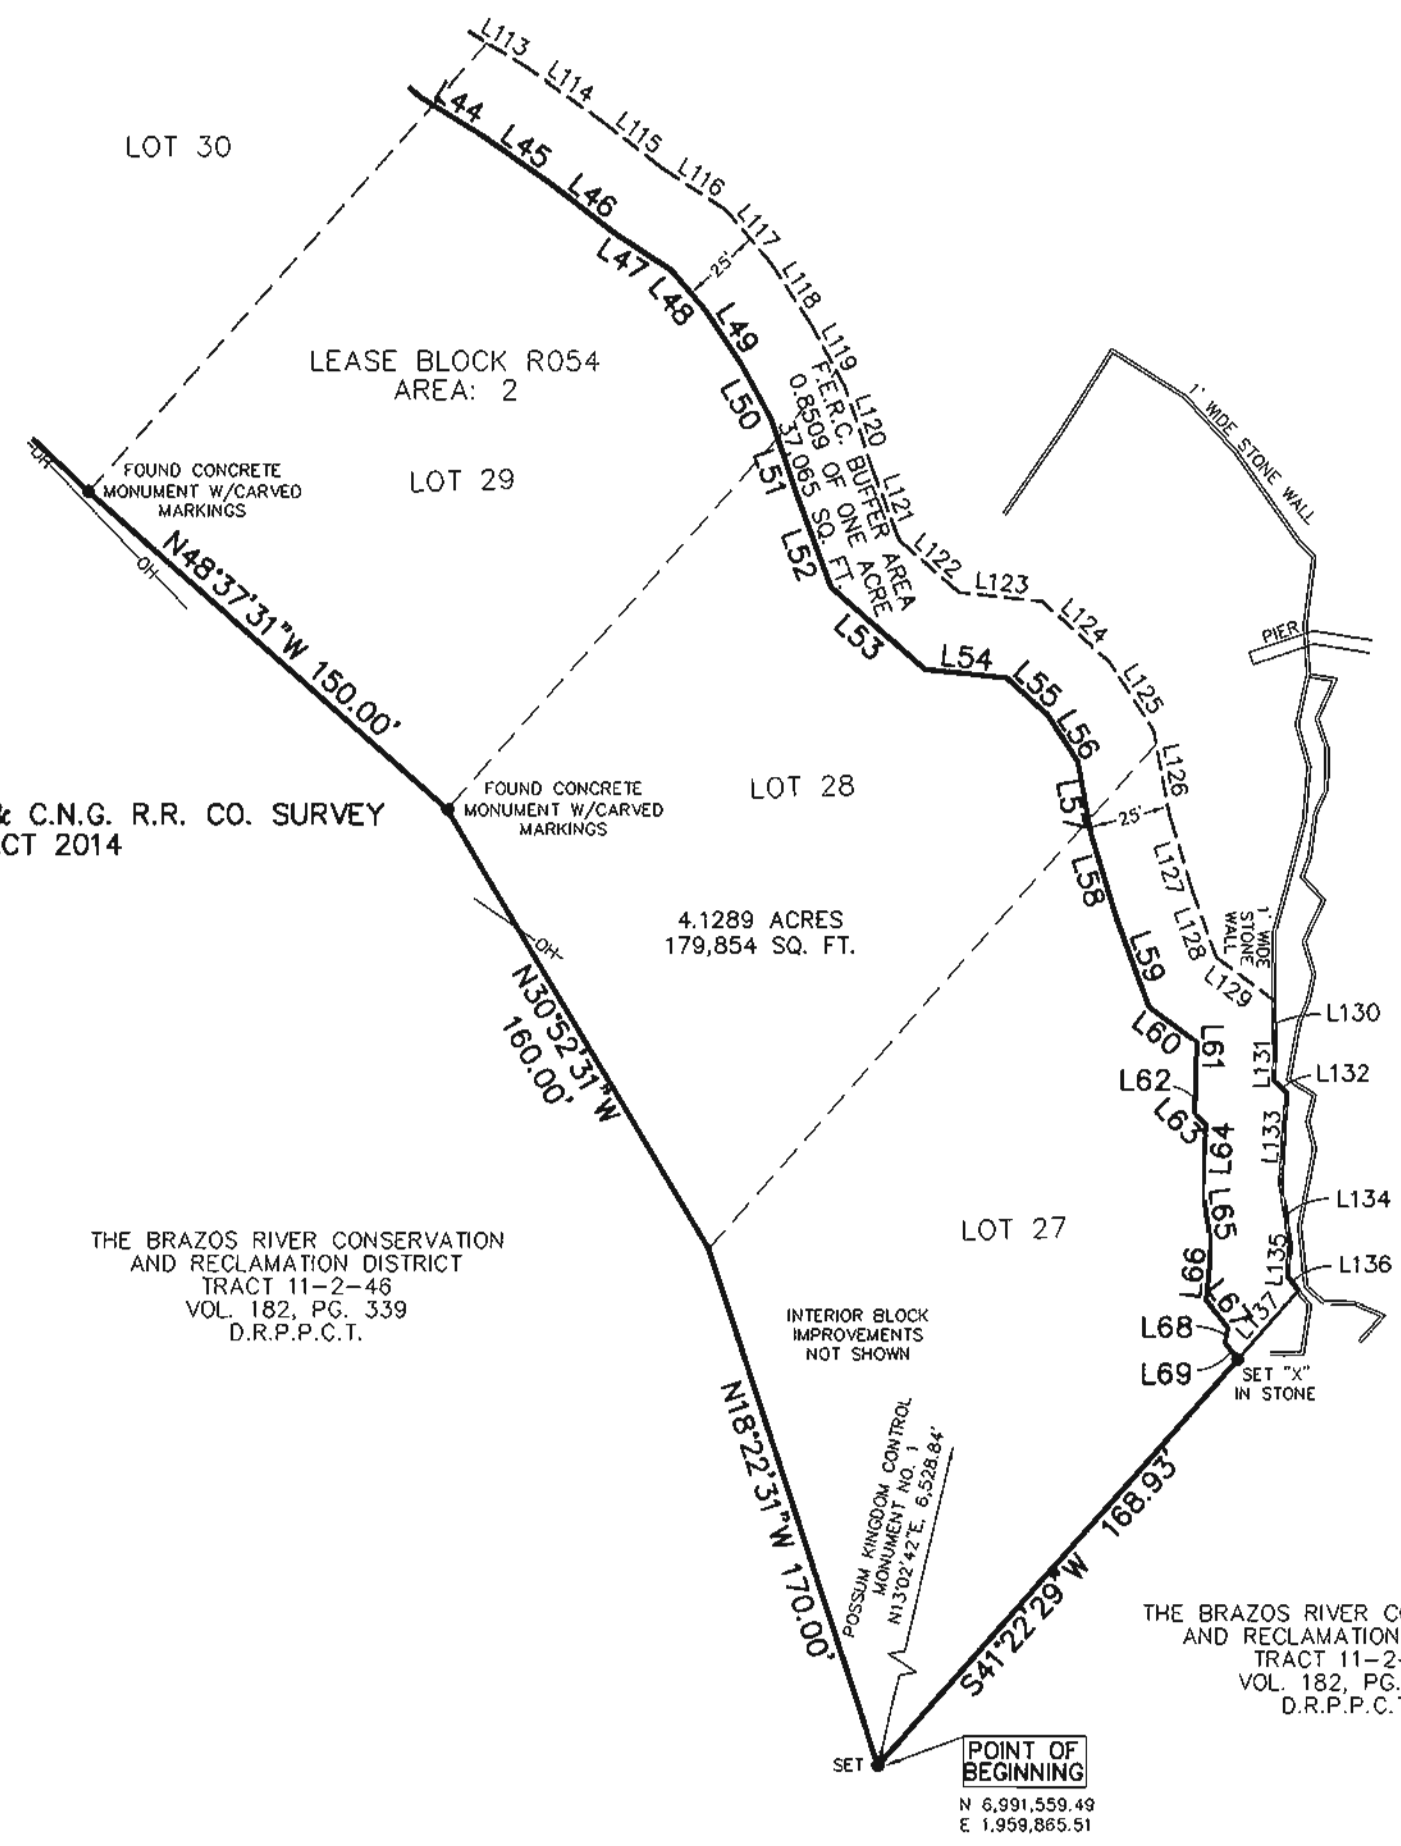 L113
L114
L115
L116
L117
L118
L119
L120
L121
L122
L123
L124
L125
L126
L127
L128
L129
L44
L45
L46
L47
L48
L49
L50
L51
L52
L53
L54
L55
L56
L57
L58
L59
L60
L61
L62
L63
L64
L65
L66
L67
L68
L69
L130
L131
L132
L133
L134
L135
L136
L137
LOT 30
25'
LEASE BLOCK R054
AREA: 2
F.E.R.C. BUFFER AREA
0.8509 OF ONE ACRE
37,065 SQ. FT.
1' WIDE STONE WALL
OH
FOUND CONCRETE
MONUMENT W/CARVED
MARKINGS
LOT 29
OH
N48°37'31"W 150.00'
PIER
& C.N.G. R.R. CO. SURVEY
CT 2014
FOUND CONCRETE
MONUMENT W/CARVED
MARKINGS
LOT 28
25'
4.1289 ACRES
179,854 SQ. FT.
1' WIDE
STONE
WALL
OH
N30°52'31"W
160.00'
THE BRAZOS RIVER CONSERVATION
AND RECLAMATION DISTRICT
TRACT 11-2-46
VOL. 182, PG. 339
D.R.P.P.C.T.
LOT 27
INTERIOR BLOCK
IMPROVEMENTS
NOT SHOWN
SET "X"
IN STONE
N18°22'31"W 170.00'
POSSUM KINGDOM CONTROL
MONUMENT NO. 1
N13°02'42"E, 6,528.84'
S41°22'29"W 168.93'
THE BRAZOS RIVER C
AND RECLAMATION
TRACT 11-2-
VOL. 182, PG.
D.R.P.P.C.
SET
POINT OF
BEGINNING
N 6,991,559.49
E 1,959,865.51